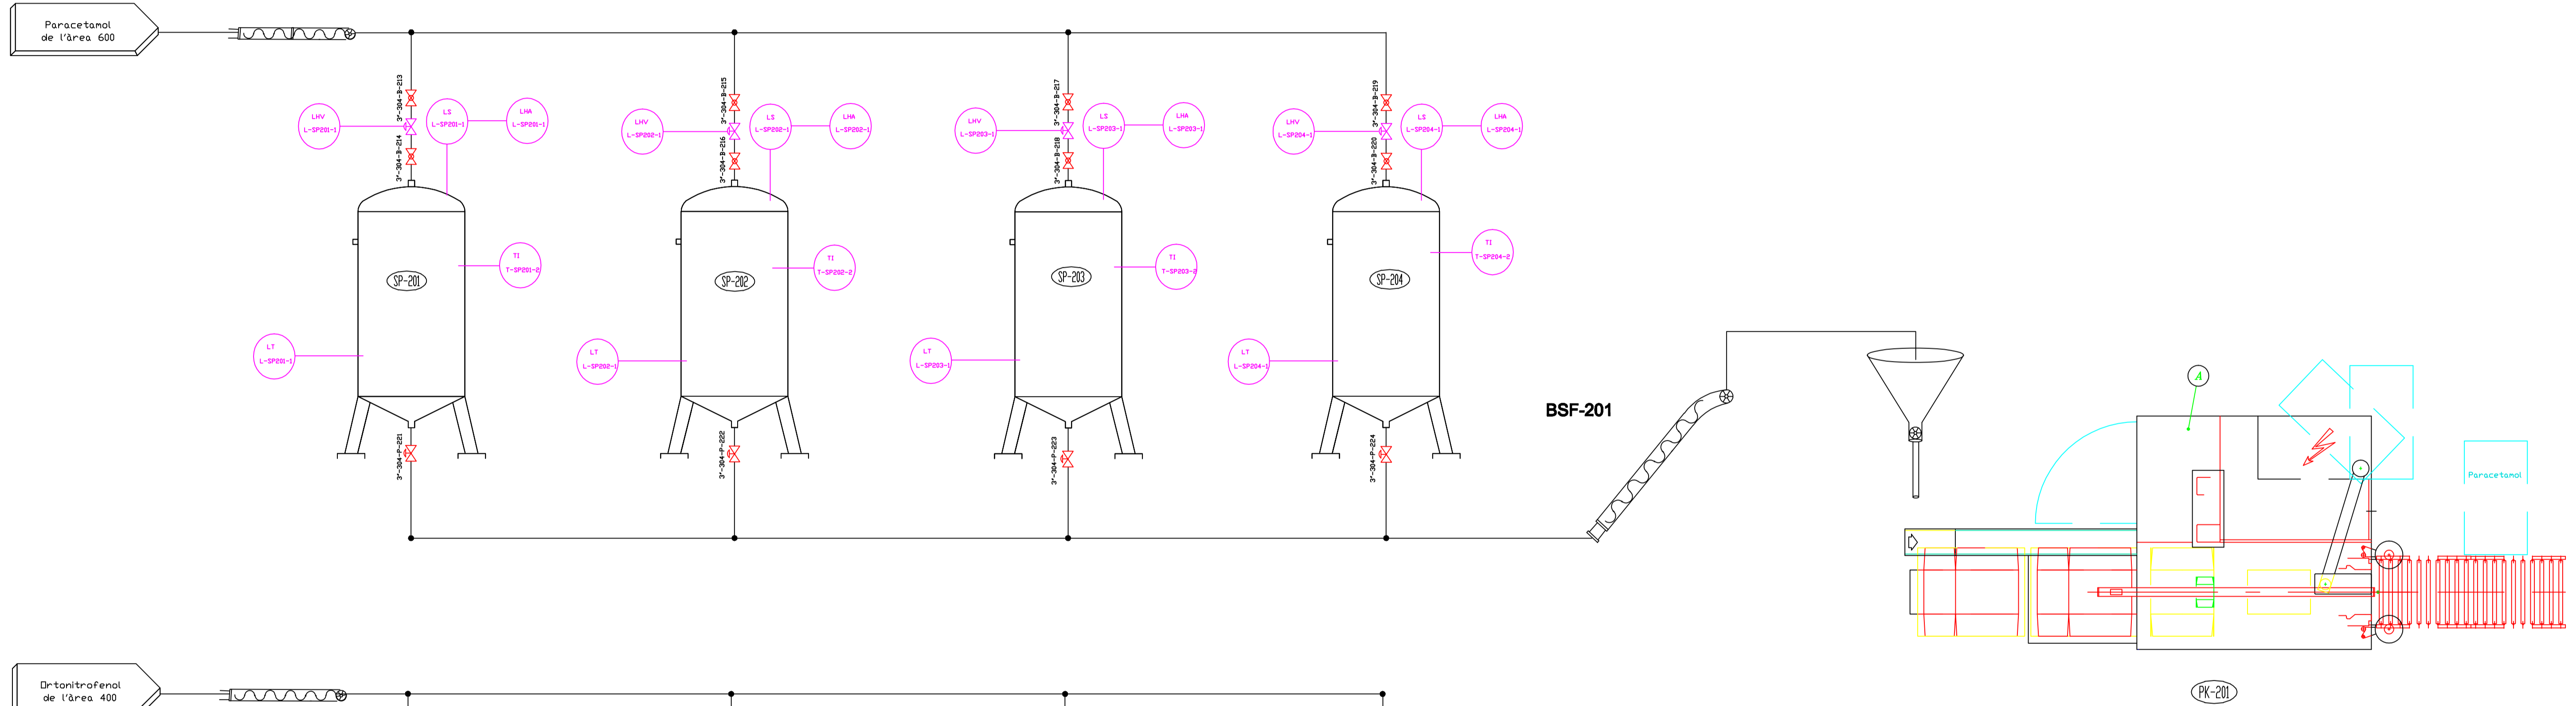 Paracetamol
de l'àrea 600
3"-304-B-213
3"-304-B-215
3"-304-B-217
3"-304-B-219
LHV
L-SP201-1
LS
L-SP201-1
LHA
L-SP201-1
LHV
L-SP202-1
LS
L-SP202-1
LHA
L-SP202-1
LHV
L-SP203-1
LS
L-SP203-1
LHA
L-SP203-1
LHV
L-SP204-1
LS
L-SP204-1
LHA
L-SP204-1
3"-304-B-214
3"-304-B-216
3"-304-B-218
3"-304-B-220
TI
T-SP201-2
TI
T-SP202-2
TI
T-SP203-2
TI
T-SP204-2
SP-201
SP-202
SP-203
SP-204
LT
L-SP201-1
LT
L-SP202-1
LT
L-SP203-1
LT
L-SP204-1
A
BSF-201
3"-304-P-221
3"-304-P-222
3"-304-P-223
3"-304-P-224
Paracetamol
Ortonitrofenol
de l'àrea 400
PK-201